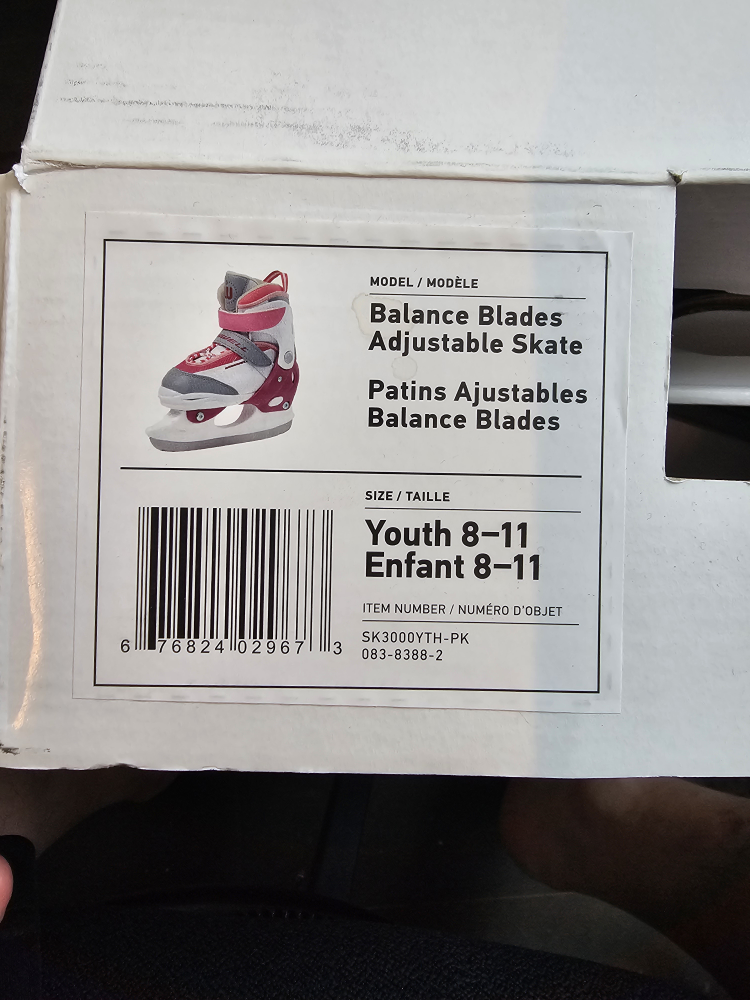 MODEL / MODÈLE
Balance Blades
Adjustable Skate
Patins Ajustables
Balance Blades
SIZE / TAILLE
Youth 8–11
Enfant 8–11
ITEM NUMBER / NUMÉRO D'OBJET
SK3000YTH-PK
083-8388-2
6 76824 02967 3